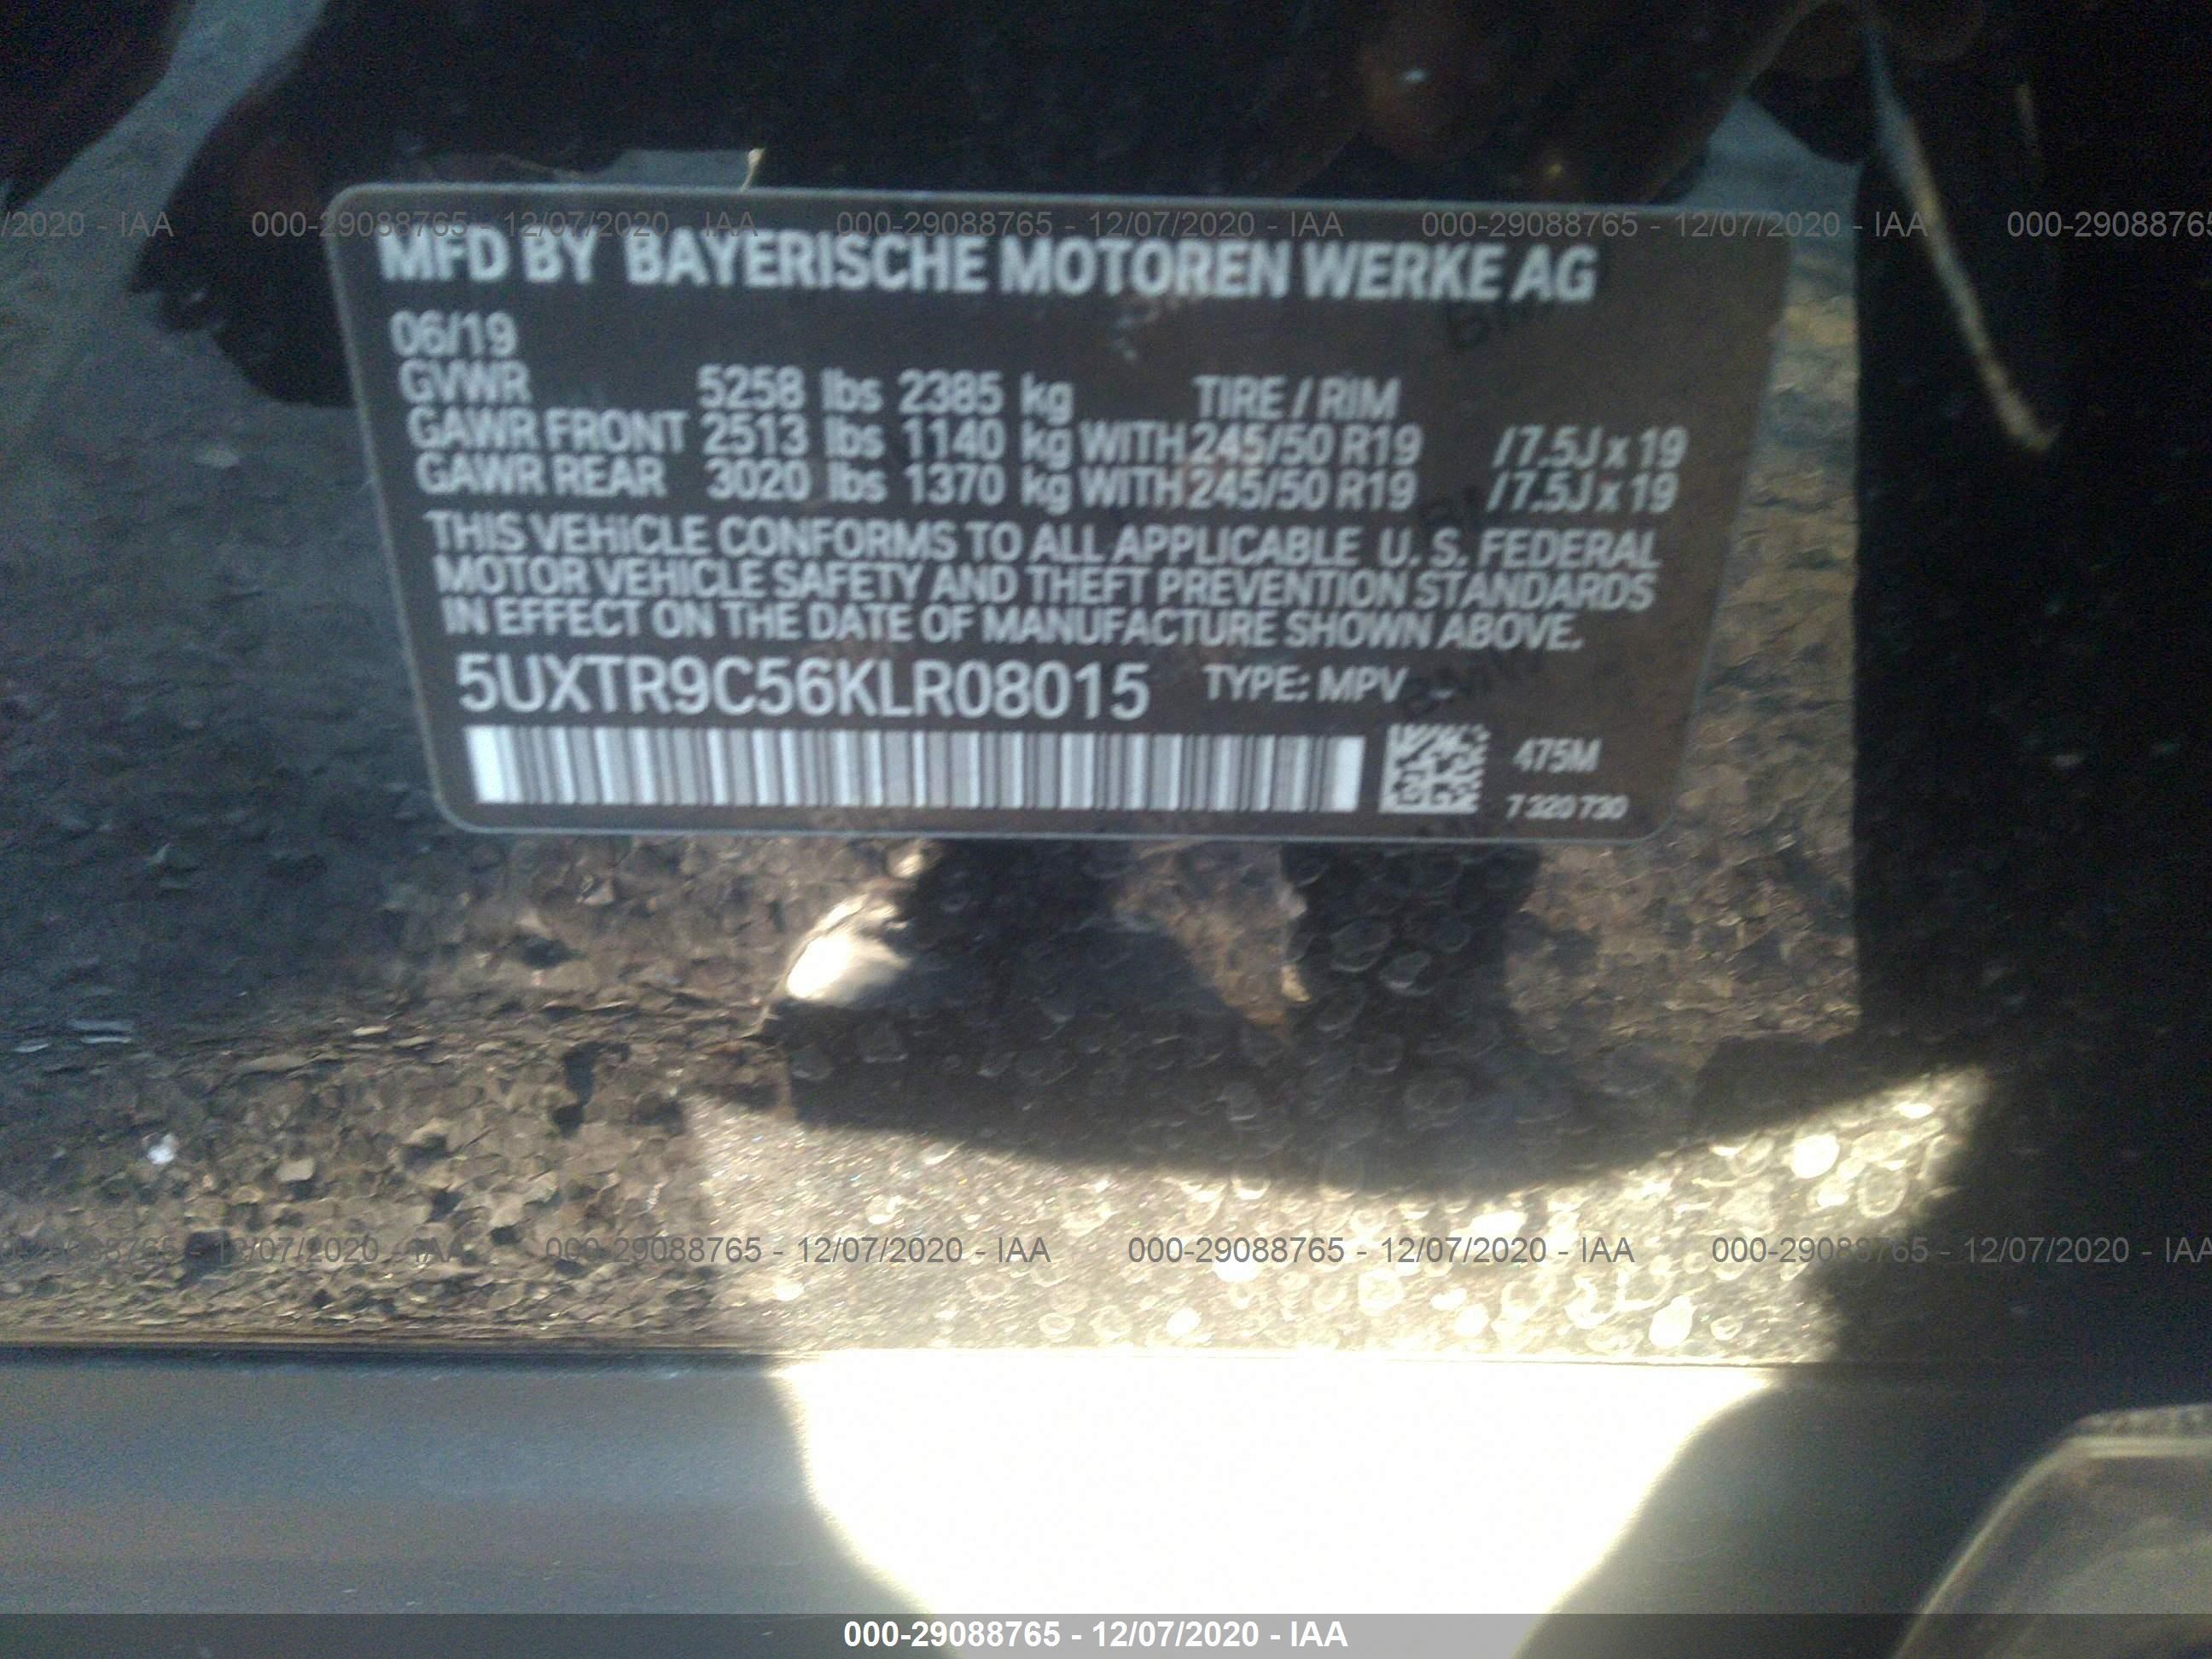 /2020 - IAA 000-29088765 - 12/07/2020 - IAA 000-29088765 - 12/07/2020 - IAA 000-29088765 - 12/07/2020 - IAA 000-29088765
MFD BY BAYERISCHE MOTOREN WERKE AG
06/19
GVWR 5258 lbs 2385 kg TIRE / RIM
GAWR FRONT 2513 lbs 1140 kg WITH 245/50 R19 /7.5J x 19
GAWR REAR 3020 lbs 1370 kg WITH 245/50 R19 /7.5J x 19
THIS VEHICLE CONFORMS TO ALL APPLICABLE U. S. FEDERAL
MOTOR VEHICLE SAFETY AND THEFT PREVENTION STANDARDS
IN EFFECT ON THE DATE OF MANUFACTURE SHOWN ABOVE.
5UXTR9C56KLR08015 TYPE: MPV
475M
7 320 730
000-29088765 - 12/07/2020 - IAA 000-29088765 - 12/07/2020 - IAA 000-29088765 - 12/07/2020 - IAA
000-29088765 - 12/07/2020 - IAA